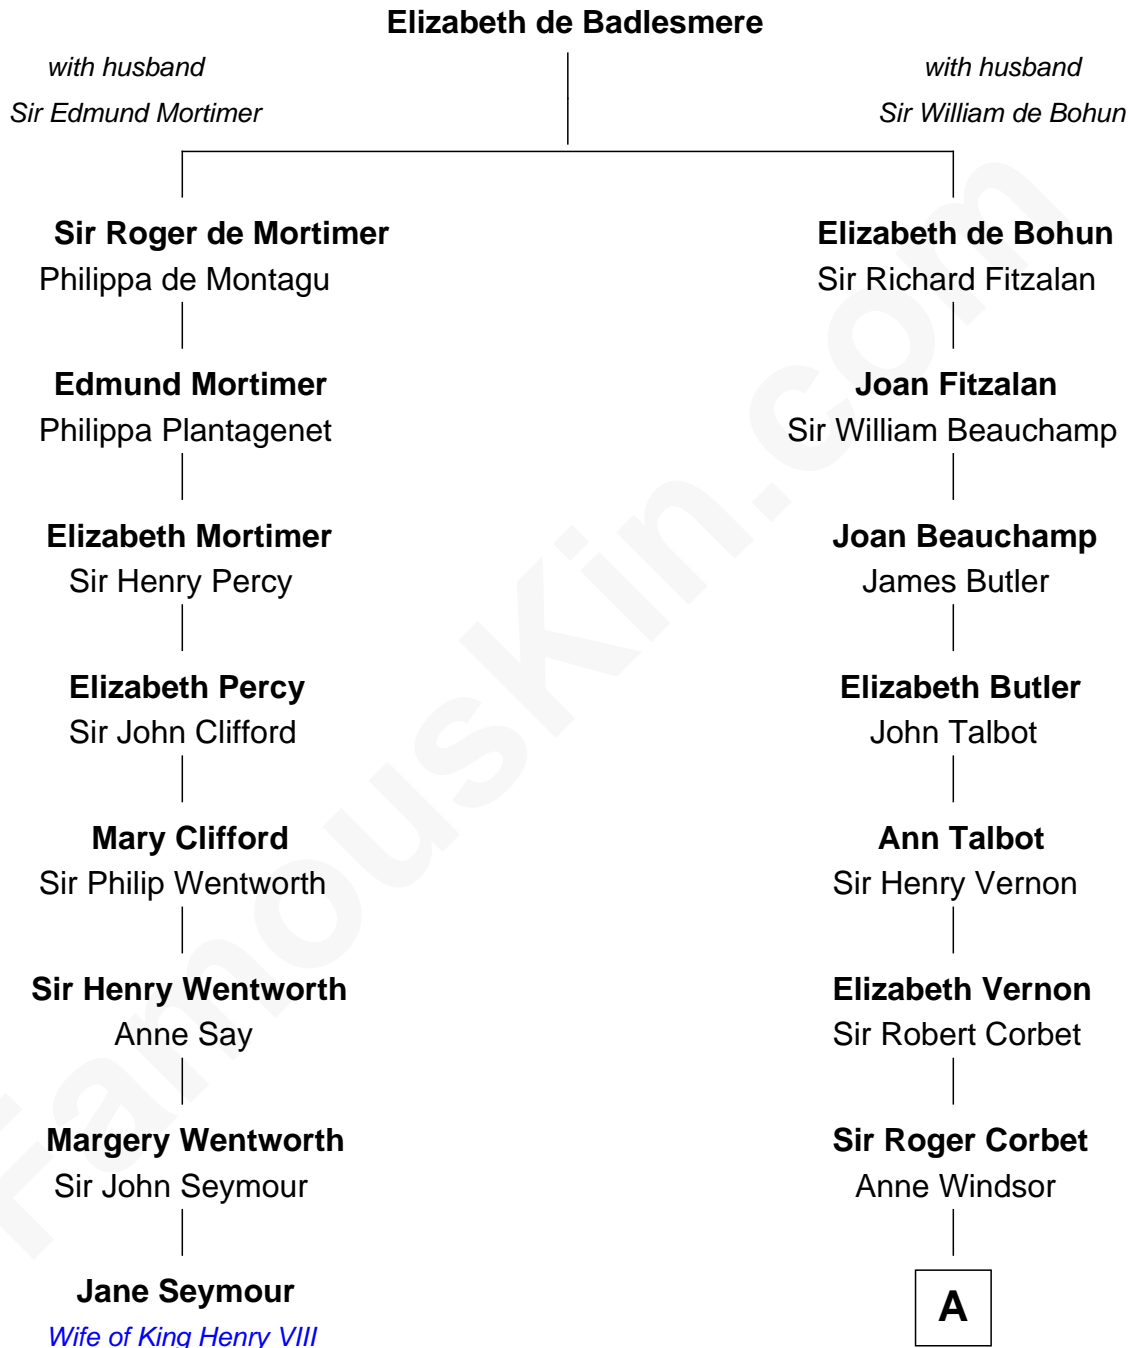 Elizabeth de Badlesmere
with husband
Sir Edmund Mortimer
with husband
Sir William de Bohun
Sir Roger de Mortimer
Philippa de Montagu
Elizabeth de Bohun
Sir Richard Fitzalan
Edmund Mortimer
Philippa Plantagenet
Joan Fitzalan
Sir William Beauchamp
Elizabeth Mortimer
Sir Henry Percy
Joan Beauchamp
James Butler
Elizabeth Percy
Sir John Clifford
Elizabeth Butler
John Talbot
Mary Clifford
Sir Philip Wentworth
Ann Talbot
Sir Henry Vernon
Sir Henry Wentworth
Anne Say
Elizabeth Vernon
Sir Robert Corbet
Margery Wentworth
Sir John Seymour
Sir Roger Corbet
Anne Windsor
Jane Seymour
Wife of King Henry VIII
A
FamousKin.com